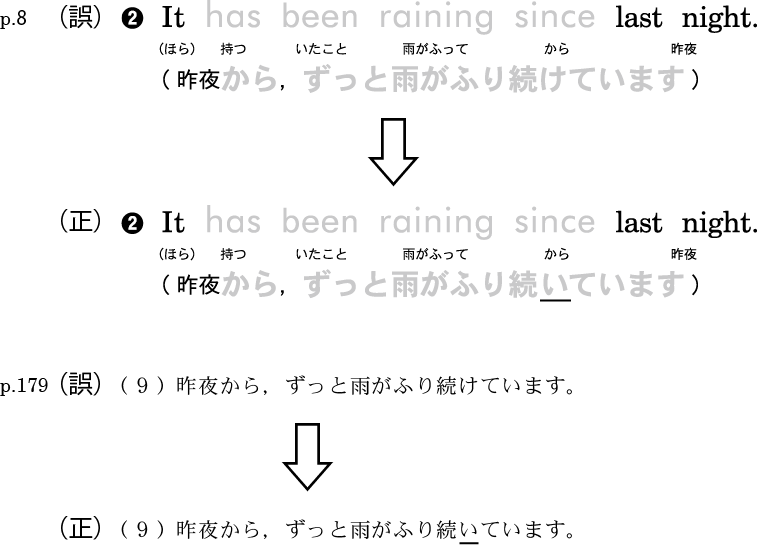 p.8 （誤） ❷ It has been raining since last night.
（ほら） 持つ いたこと 雨がふって から 昨夜
（昨夜から，ずっと雨がふり続けています）
（正） ❷ It has been raining since last night.
（ほら） 持つ いたこと 雨がふって から 昨夜
（昨夜から，ずっと雨がふり続いています）
p.179 （誤） （９）昨夜から，ずっと雨がふり続けています。
（正） （９）昨夜から，ずっと雨がふり続いています。